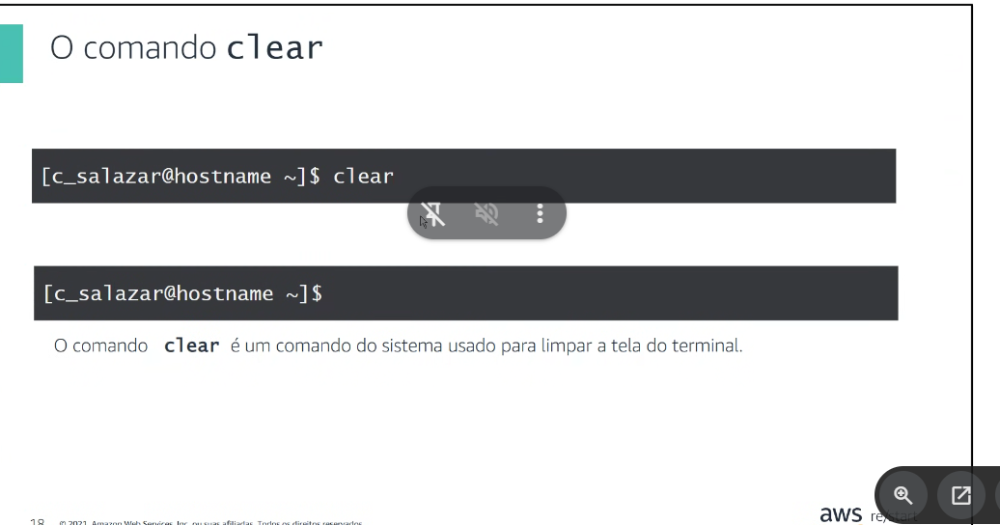 O comando clear
[c_salazar@hostname ~]$ clear
[c_salazar@hostname ~]$
O comando clear é um comando do sistema usado para limpar a tela do terminal.
18 © 2021, Amazon Web Services, Inc. ou suas afiliadas. Todos os direitos reservados.
aws re/start